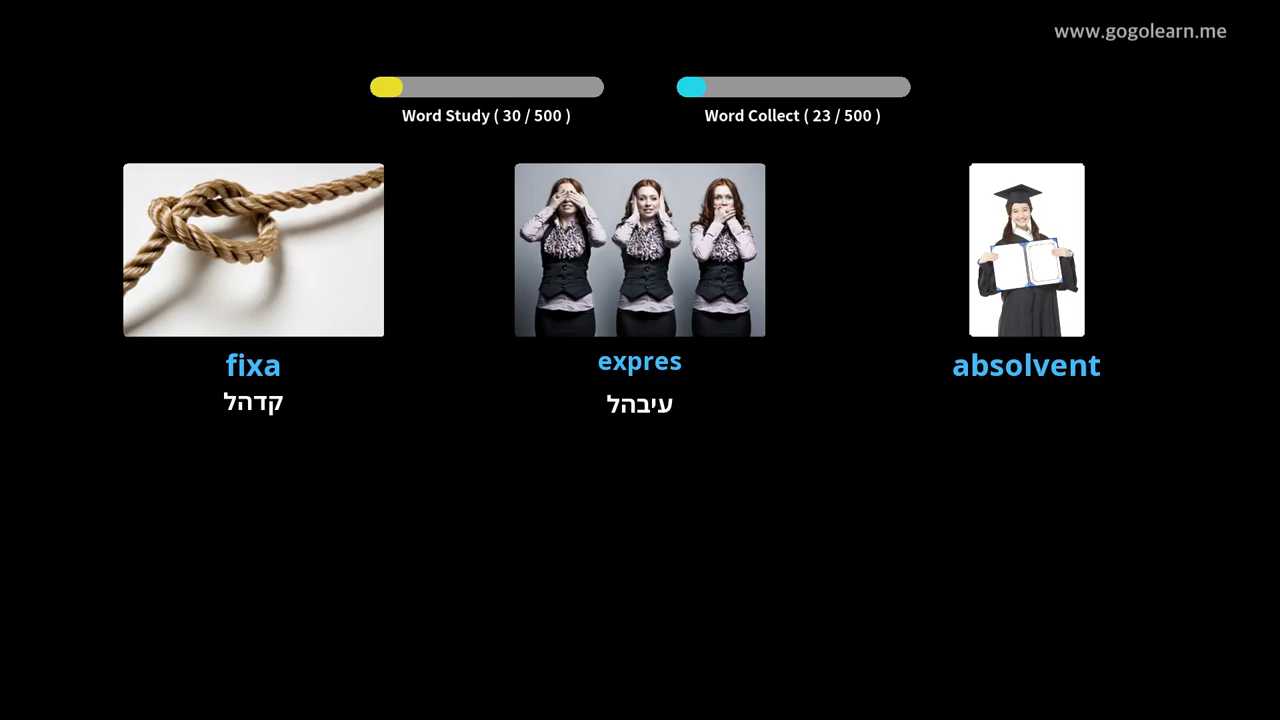 www.gogolearn.me
Word Study ( 30 / 500 )
Word Collect ( 23 / 500 )
fixa
קדהל
expres
עיבהל
absolvent